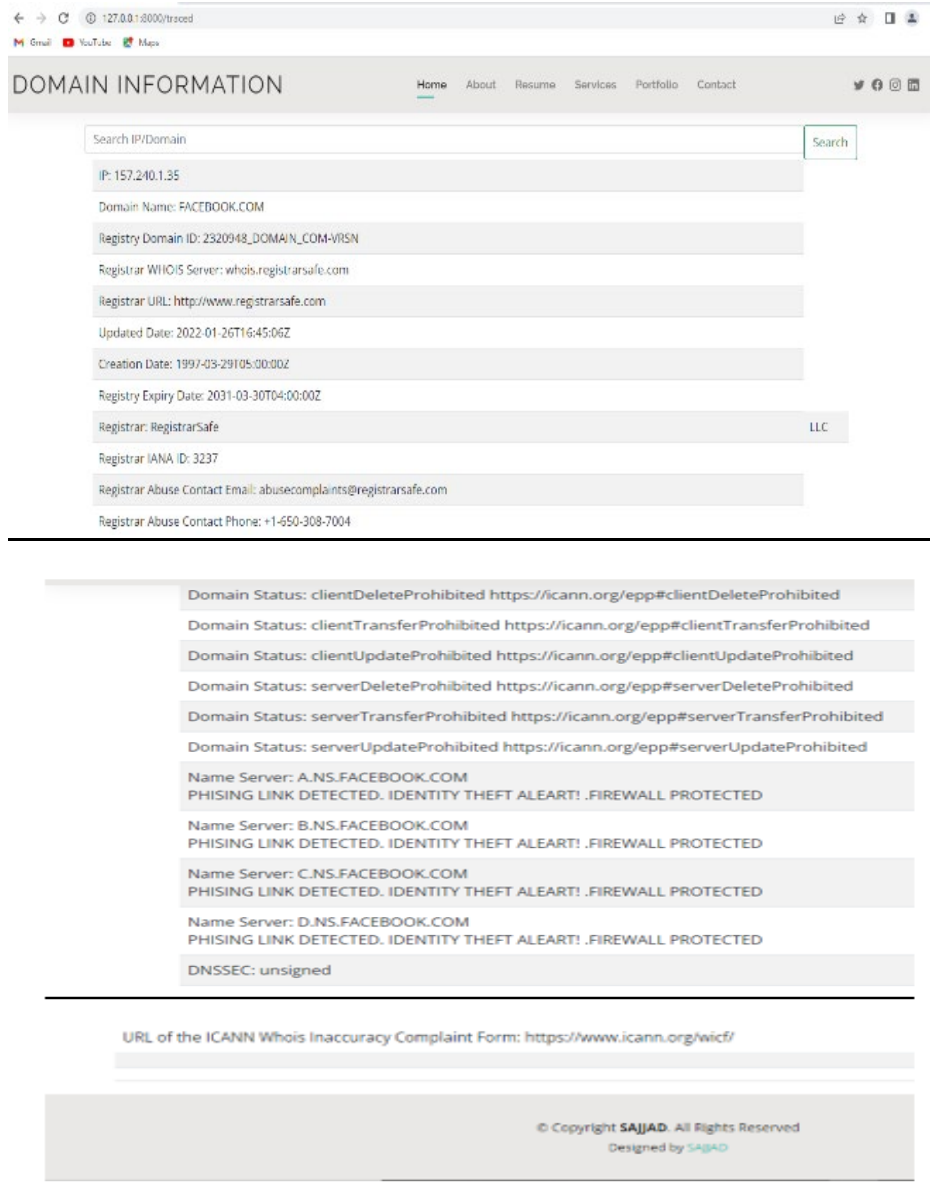 127.0.0.1:8000/traced
Gmail YouTube Maps
DOMAIN INFORMATION Home About Resume Services Portfolio Contact
Search IP/Domain Search
IP: 157.240.1.35
Domain Name: FACEBOOK.COM
Registry Domain ID: 2320948_DOMAIN_COM-VRSN
Registrar WHOIS Server: whois.registrarsafe.com
Registrar URL: http://www.registrarsafe.com
Updated Date: 2022-01-26T16:45:06Z
Creation Date: 1997-03-29T05:00:00Z
Registry Expiry Date: 2031-03-30T04:00:00Z
Registrar: RegistrarSafe LLC
Registrar IANA ID: 3237
Registrar Abuse Contact Email: abusecomplaints@registrarsafe.com
Registrar Abuse Contact Phone: +1-650-308-7004
Domain Status: clientDeleteProhibited https://icann.org/epp#clientDeleteProhibited
Domain Status: clientTransferProhibited https://icann.org/epp#clientTransferProhibited
Domain Status: clientUpdateProhibited https://icann.org/epp#clientUpdateProhibited
Domain Status: serverDeleteProhibited https://icann.org/epp#serverDeleteProhibited
Domain Status: serverTransferProhibited https://icann.org/epp#serverTransferProhibited
Domain Status: serverUpdateProhibited https://icann.org/epp#serverUpdateProhibited
Name Server: A.NS.FACEBOOK.COM
PHISING LINK DETECTED. IDENTITY THEFT ALEART! .FIREWALL PROTECTED
Name Server: B.NS.FACEBOOK.COM
PHISING LINK DETECTED. IDENTITY THEFT ALEART! .FIREWALL PROTECTED
Name Server: C.NS.FACEBOOK.COM
PHISING LINK DETECTED. IDENTITY THEFT ALEART! .FIREWALL PROTECTED
Name Server: D.NS.FACEBOOK.COM
PHISING LINK DETECTED. IDENTITY THEFT ALEART! .FIREWALL PROTECTED
DNSSEC: unsigned
URL of the ICANN Whois Inaccuracy Complaint Form: https://www.icann.org/wicf/
© Copyright SAJJAD. All Rights Reserved
Designed by SAJJAD